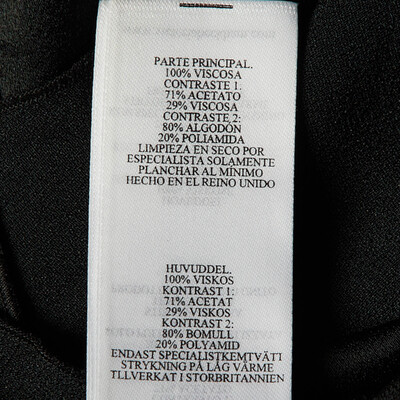 PARTE PRINCIPAL.
100% VISCOSA
CONTRASTE 1:
71% ACETATO
29% VISCOSA
CONTRASTE 2:
80% ALGODÓN
20% POLIAMIDA
LIMPIEZA EN SECO POR
ESPECIALISTA SOLAMENTE
PLANCHAR AL MÍNIMO
HECHO EN EL REINO UNIDO
HUVUDDEL.
100% VISKOS
KONTRAST 1:
71% ACETAT
29% VISKOS
KONTRAST 2:
80% BOMULL
20% POLYAMID
ENDAST SPECIALISTKEMTVÄTT
STRYKNING PÅ LÅG VÄRME
TLLVERKAT I STORBRITANNIEN